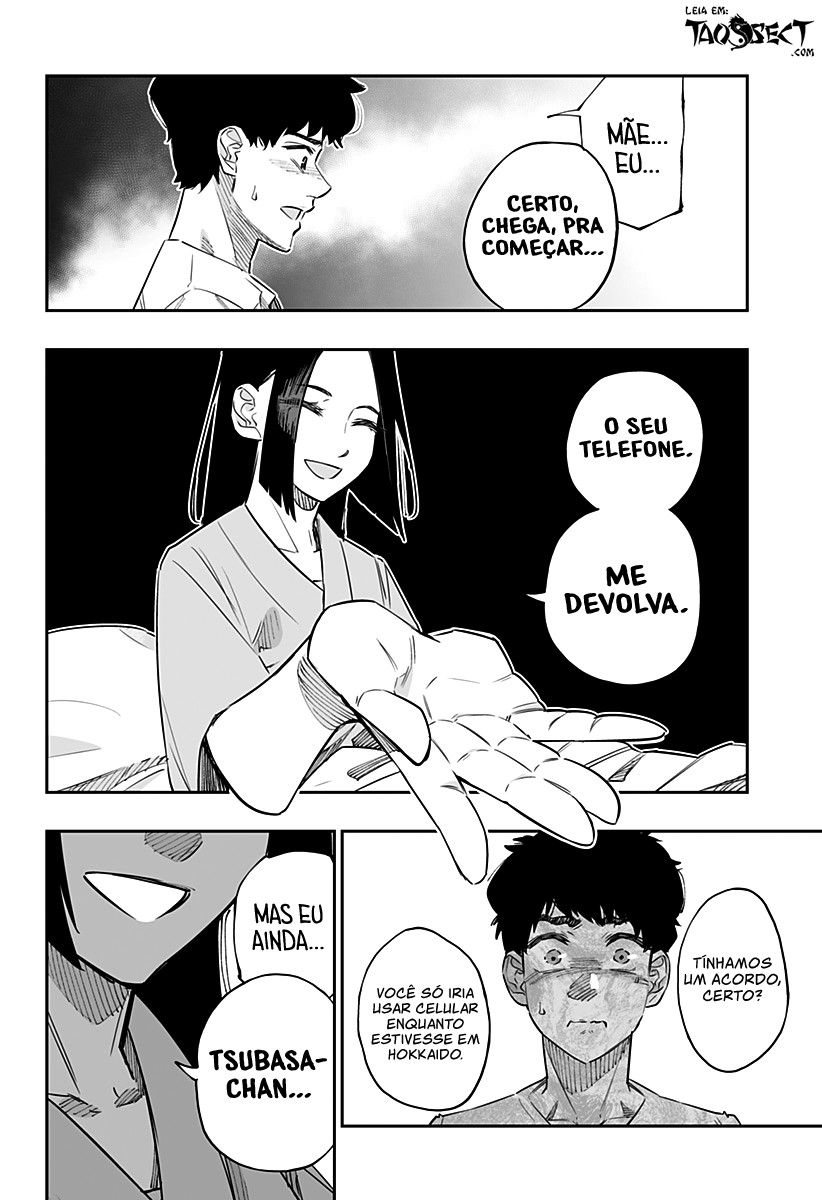 LEIA EM:
TAOSECT
.COM
MÃE...
EU...
CERTO,
CHEGA, PRA
COMEÇAR...
O SEU
TELEFONE.
ME
DEVOLVA.
TÍNHAMOS
UM ACORDO,
CERTO?
VOCÊ SÓ IRIA
USAR CELULAR
ENQUANTO
ESTIVESSE EM
HOKKAIDO.
MAS EU
AINDA...
TSUBASA-
CHAN...